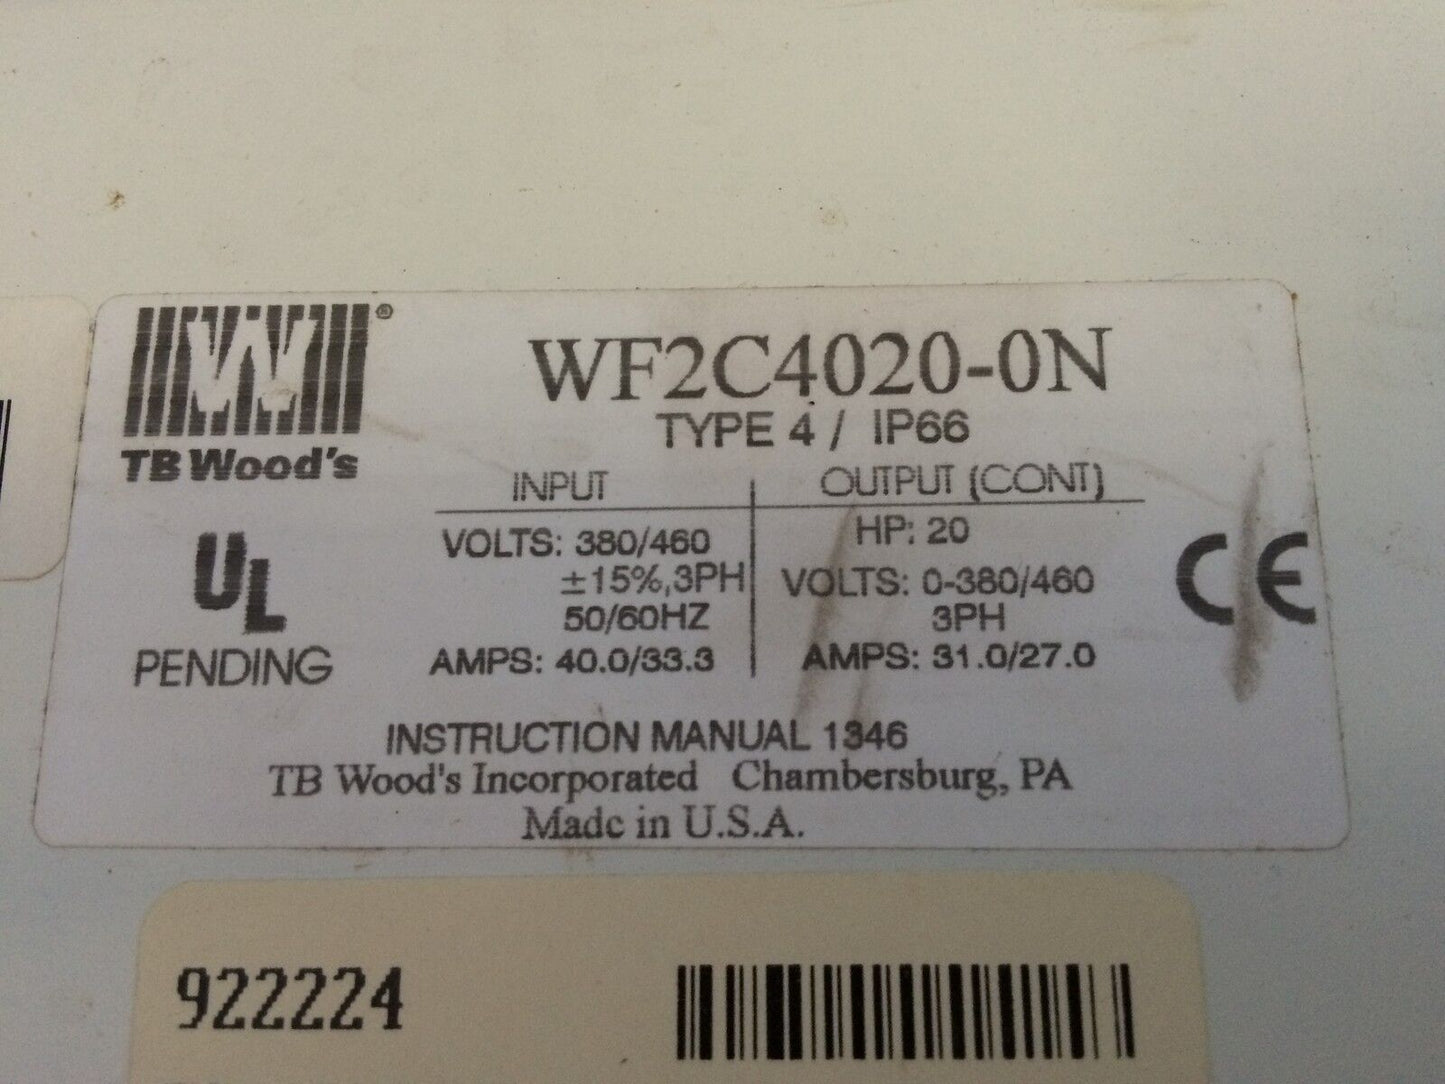 ®
TB Wood's
WF2C4020-0N
TYPE 4 / IP66
INPUT
OUTPUT (CONT)
VOLTS: 380/460
±15%,3PH
50/60HZ
AMPS: 40.0/33.3
HP: 20
VOLTS: 0-380/460
3PH
AMPS: 31.0/27.0
UL
PENDING
CE
INSTRUCTION MANUAL 1346
TB Wood's Incorporated Chambersburg, PA
Made in U.S.A.
922224